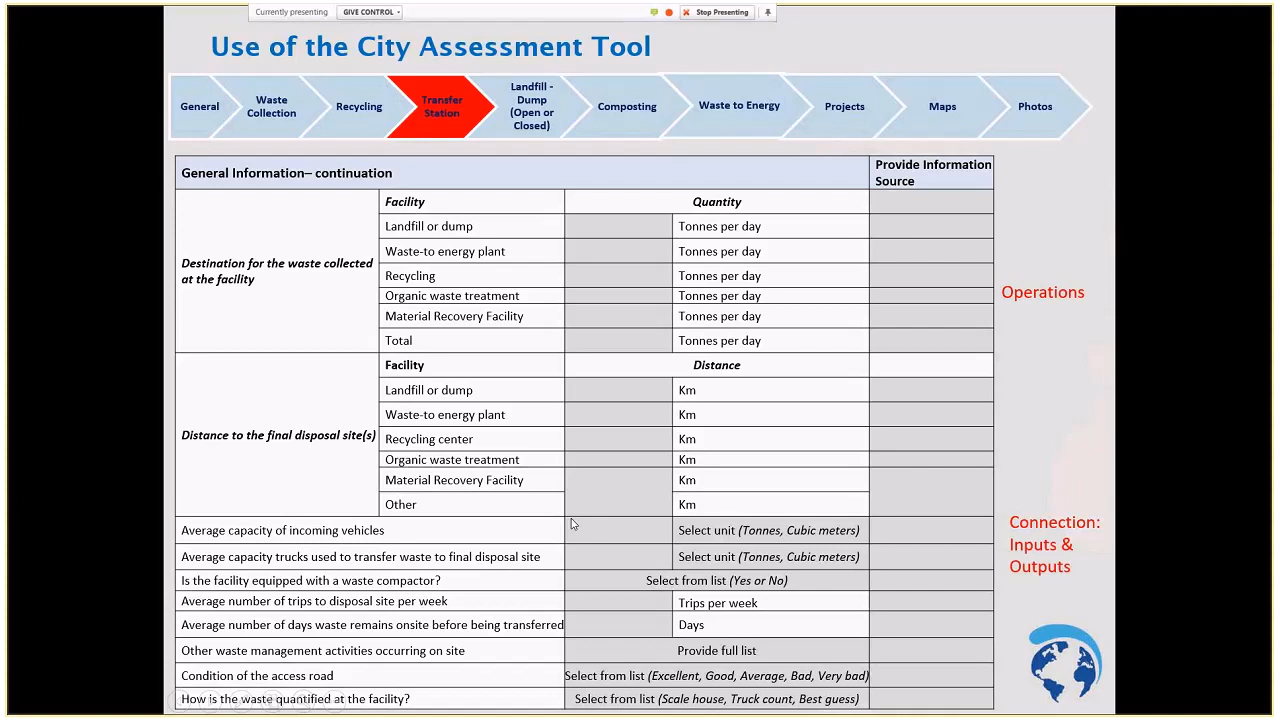 Currently presenting GIVE CONTROL Stop Presenting
Use of the City Assessment Tool
General
Waste
Collection
Recycling
Transfer
Station
Landfill -
Dump
(Open or
Closed)
Composting
Waste to Energy
Projects
Maps
Photos
General Information– continuation
Provide Information
Source
Destination for the waste collected
at the facility
Facility Quantity
Landfill or dump Tonnes per day
Waste-to energy plant Tonnes per day
Recycling Tonnes per day
Organic waste treatment Tonnes per day
Material Recovery Facility Tonnes per day
Total Tonnes per day
Operations
Distance to the final disposal site(s)
Facility Distance
Landfill or dump Km
Waste-to energy plant Km
Recycling center Km
Organic waste treatment Km
Material Recovery Facility Km
Other Km
Average capacity of incoming vehicles Select unit (Tonnes, Cubic meters)
Average capacity trucks used to transfer waste to final disposal site Select unit (Tonnes, Cubic meters)
Is the facility equipped with a waste compactor? Select from list (Yes or No)
Average number of trips to disposal site per week Trips per week
Average number of days waste remains onsite before being transferred Days
Other waste management activities occurring on site Provide full list
Condition of the access road Select from list (Excellent, Good, Average, Bad, Very bad)
How is the waste quantified at the facility? Select from list (Scale house, Truck count, Best guess)
Connection:
Inputs &
Outputs